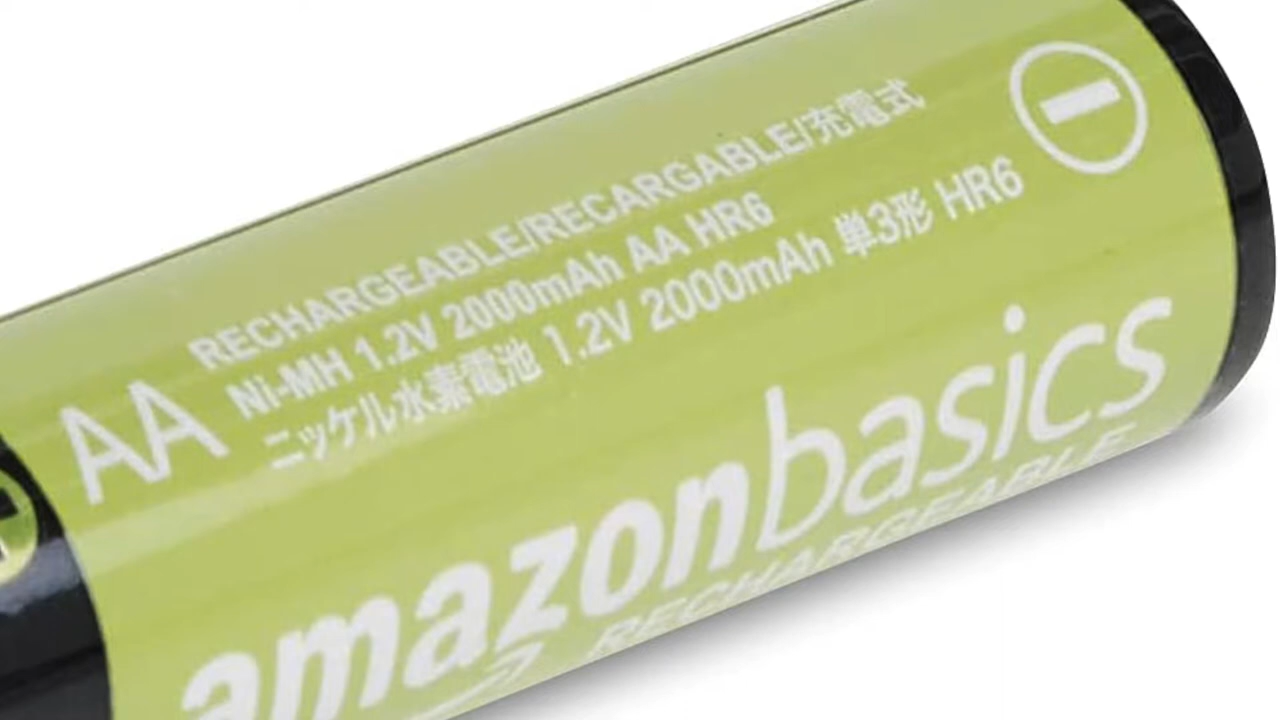 RECHARGEABLE/RECARGABLE/充電式
Ni-MH 1.2V 2000mAh AA HR6
ニッケル水素電池 1.2V 2000mAh 単3形 HR6
AA
amazonbasics
RECHARGEABLE